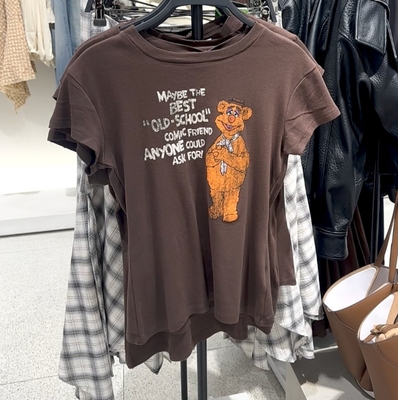 MAYBE THE
BEST
"OLD-SCHOOL"
COMIC FRIEND
ANYONE COULD
ASK FOR!